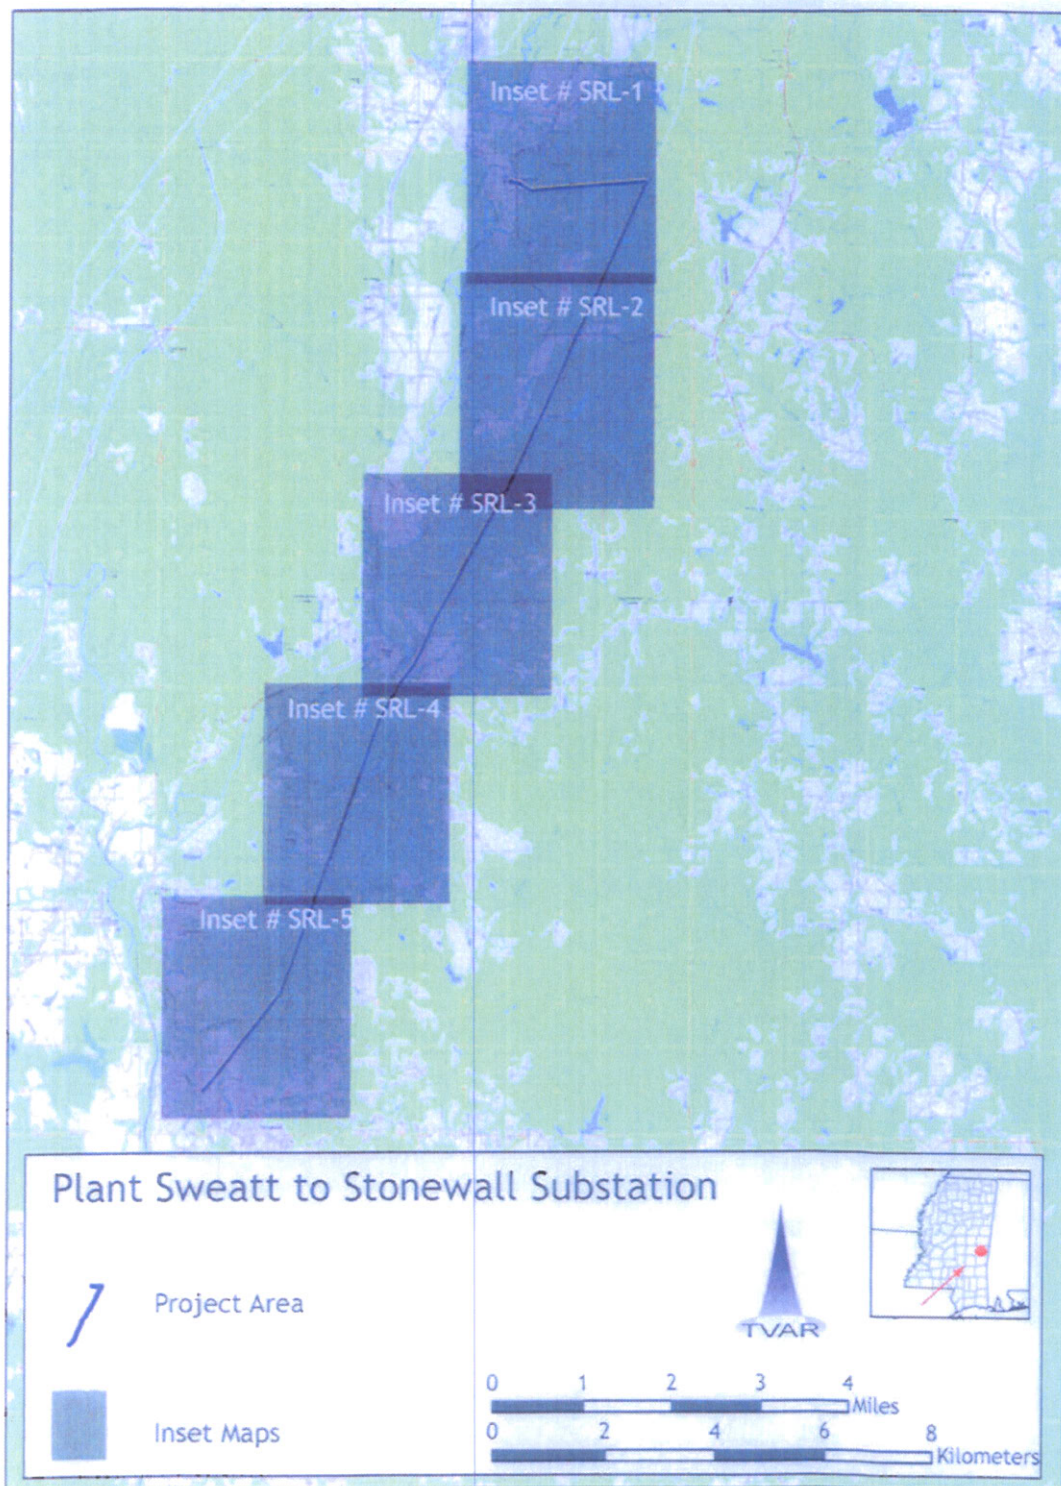 Inset # SRL-1
Inset # SRL-2
Inset # SRL-3
Inset # SRL-4
Inset # SRL-5
Plant Sweatt to Stonewall Substation
Project Area
Inset Maps
TVAR
0 1 2 3 4
Miles
0 2 4 6 8
Kilometers